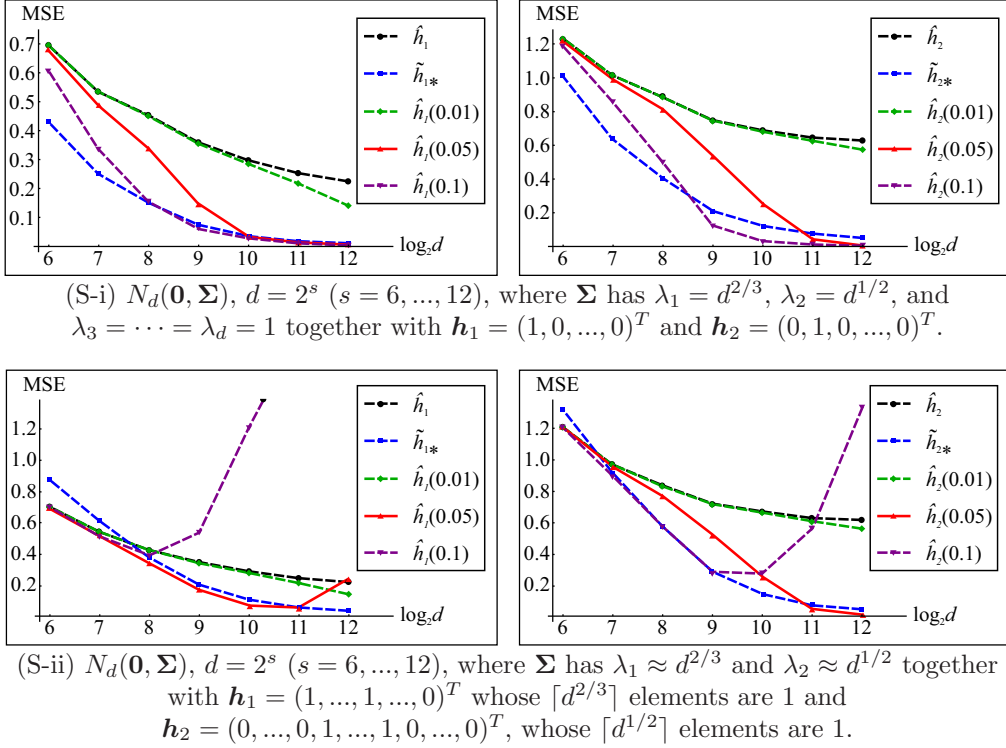 MSE
0.7
0.6
0.5
0.4
0.3
0.2
0.1
6 7 8 9 10 11 12
log₂d
ĥ₁
h̃₁*
ĥ₁(0.01)
ĥ₁(0.05)
ĥ₁(0.1)
MSE
1.2
1.0
0.8
0.6
0.4
0.2
6 7 8 9 10 11 12
log₂d
ĥ₂
h̃₂*
ĥ₂(0.01)
ĥ₂(0.05)
ĥ₂(0.1)
(S-i) N_d(0, Σ), d = 2^s (s = 6, ..., 12), where Σ has λ₁ = d^{2/3}, λ₂ = d^{1/2}, and
λ₃ = ⋯ = λ_d = 1 together with h₁ = (1, 0, ..., 0)^T and h₂ = (0, 1, 0, ..., 0)^T.
MSE
1.2
1.0
0.8
0.6
0.4
0.2
6 7 8 9 10 11 12
log₂d
ĥ₁
h̃₁*
ĥ₁(0.01)
ĥ₁(0.05)
ĥ₁(0.1)
MSE
1.2
1.0
0.8
0.6
0.4
0.2
6 7 8 9 10 11 12
log₂d
ĥ₂
h̃₂*
ĥ₂(0.01)
ĥ₂(0.05)
ĥ₂(0.1)
(S-ii) N_d(0, Σ), d = 2^s (s = 6, ..., 12), where Σ has λ₁ ≈ d^{2/3} and λ₂ ≈ d^{1/2} together
with h₁ = (1, ..., 1, ..., 0)^T whose ⌈d^{2/3}⌉ elements are 1 and
h₂ = (0, ..., 0, 1, ..., 1, 0, ..., 0)^T, whose ⌈d^{1/2}⌉ elements are 1.